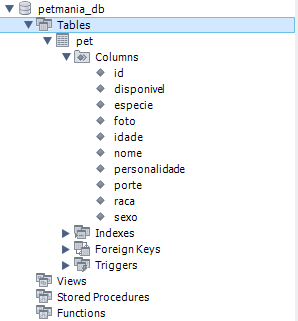 petmania_db
Tables
pet
Columns
id
disponivel
especie
foto
idade
nome
personalidade
porte
raca
sexo
Indexes
Foreign Keys
Triggers
Views
Stored Procedures
Functions